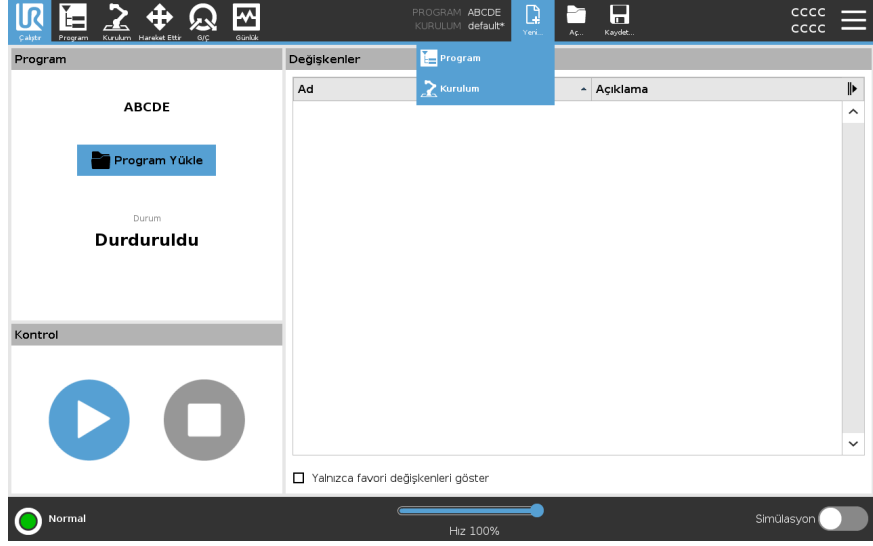 Çalıştır
Program
Kurulum
Hareket Ettir
G/Ç
Günlük
PROGRAM ABCDE
KURULUM default*
Yeni...
Aç...
Kaydet...
CCCC
CCCC
Program
Kurulum
Program
ABCDE
Program Yükle
Durum
Durduruldu
Kontrol
Değişkenler
Ad
Açıklama
Yalnızca favori değişkenleri göster
Normal
Hız 100%
Simülasyon